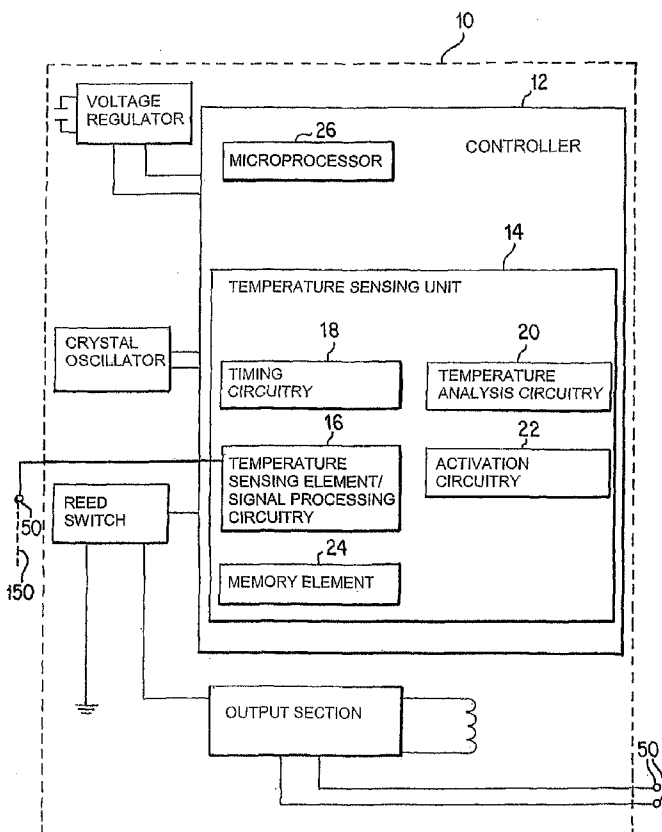 10
12
VOLTAGE
REGULATOR
26
MICROPROCESSOR
CONTROLLER
14
TEMPERATURE SENSING UNIT
CRYSTAL
OSCILLATOR
18
TIMING
CIRCUITRY
20
TEMPERATURE
ANALYSIS CIRCUITRY
16
TEMPERATURE
SENSING ELEMENT/
SIGNAL PROCESSING
CIRCUITRY
22
ACTIVATION
CIRCUITRY
REED
SWITCH
50
150
24
MEMORY ELEMENT
OUTPUT SECTION
50